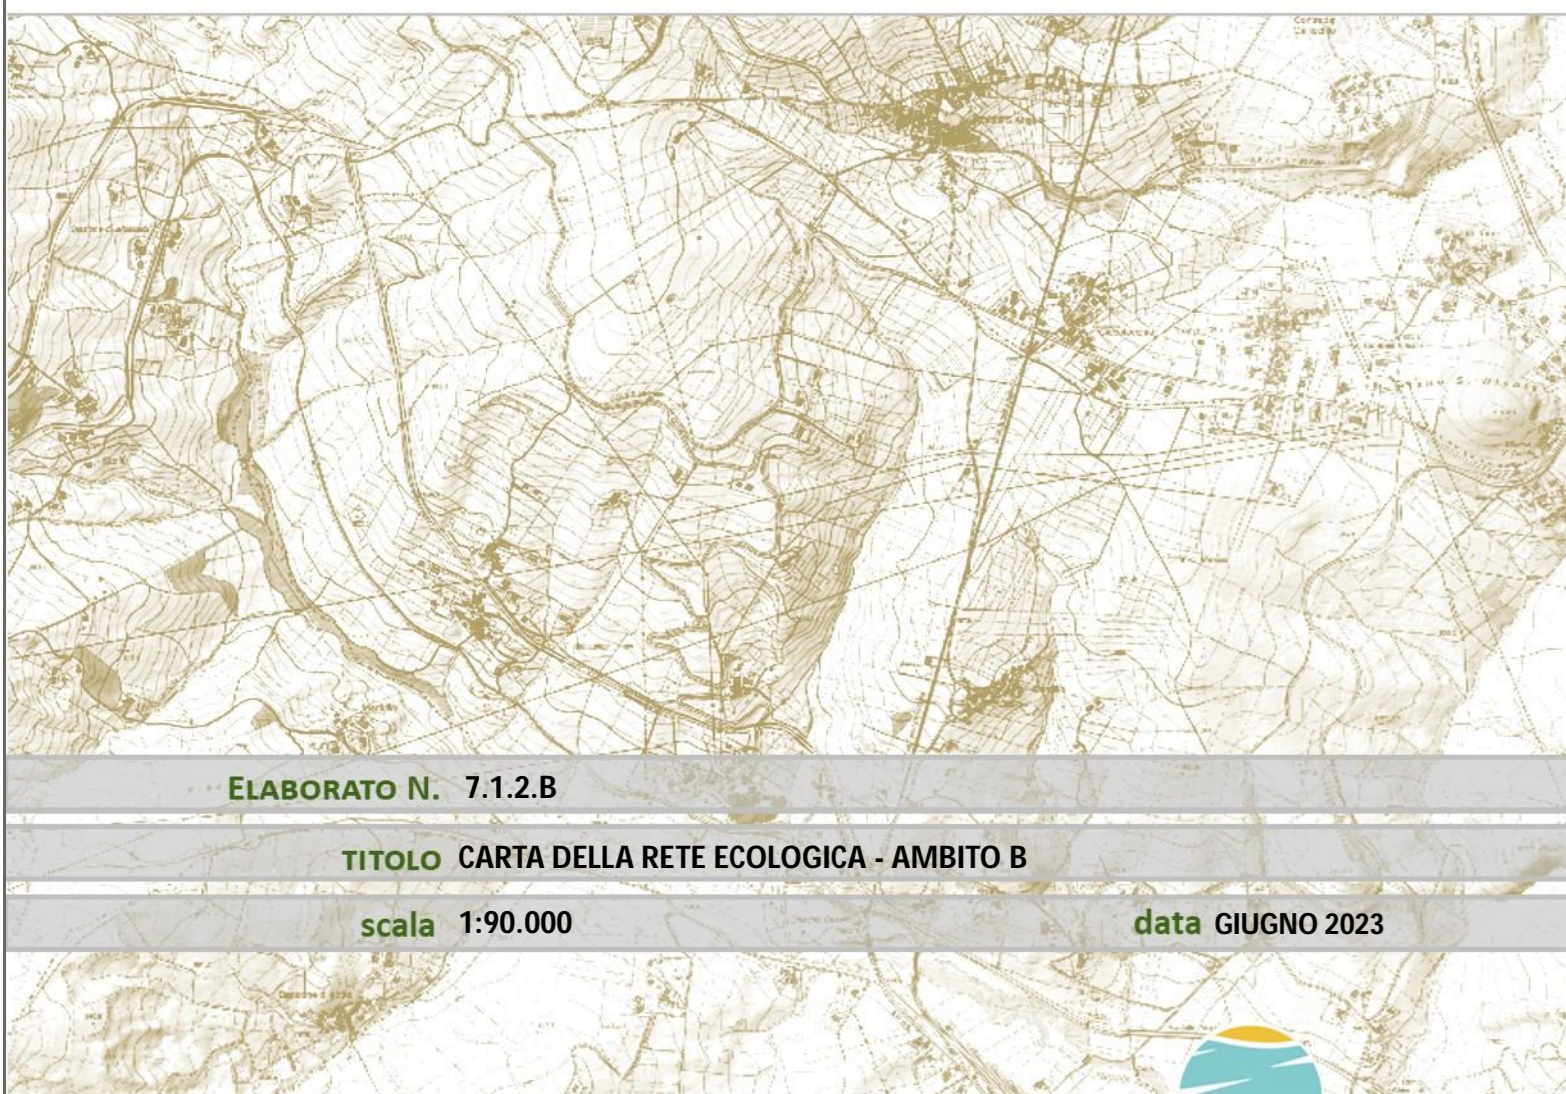 ELABORATO N. 7.1.2.B
TITOLO CARTA DELLA RETE ECOLOGICA - AMBITO B
scala 1:90.000 data GIUGNO 2023